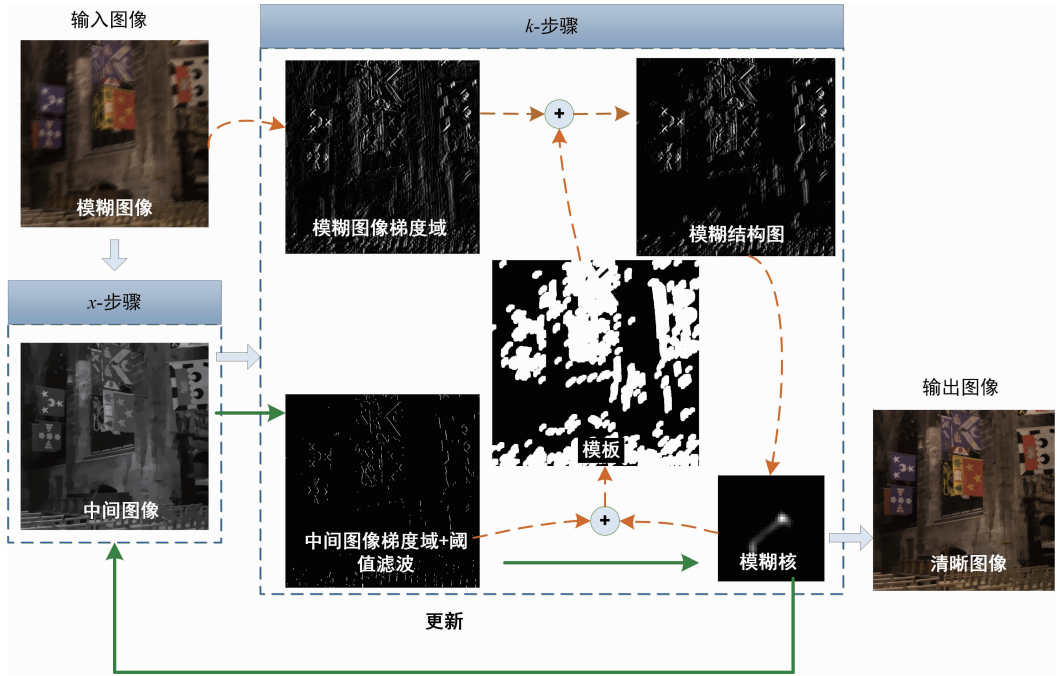 输入图像
k-步骤
模糊图像
模糊图像梯度域
模糊结构图
x-步骤
中间图像
模板
输出图像
中间图像梯度域+阈
值滤波
模糊核
清晰图像
更新